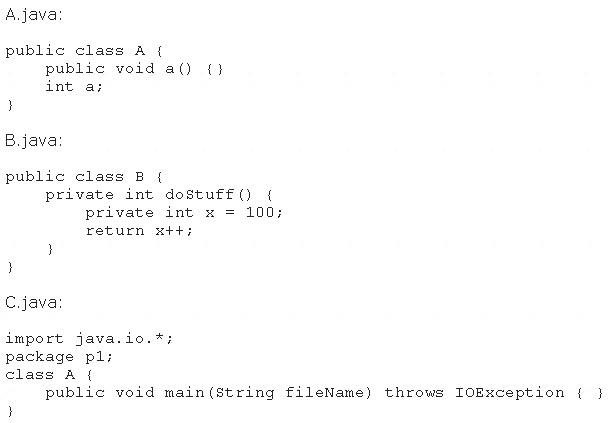 A.java:
public class A {
    public void a() {}
    int a;
}
B.java:
public class B {
    private int doStuff() {
        private int x = 100;
        return x++;
    }
}
C.java:
import java.io.*;
package p1;
class A {
    public void main(String fileName) throws IOException { }
}